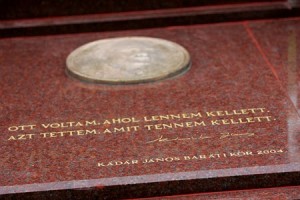 OTT VOLTAM, AHOL LENNEM KELLETT.
AZT TETTEM, AMIT TENNEM KELLETT.
KÁDÁR JÁNOS BARÁTI KÖR 2004.